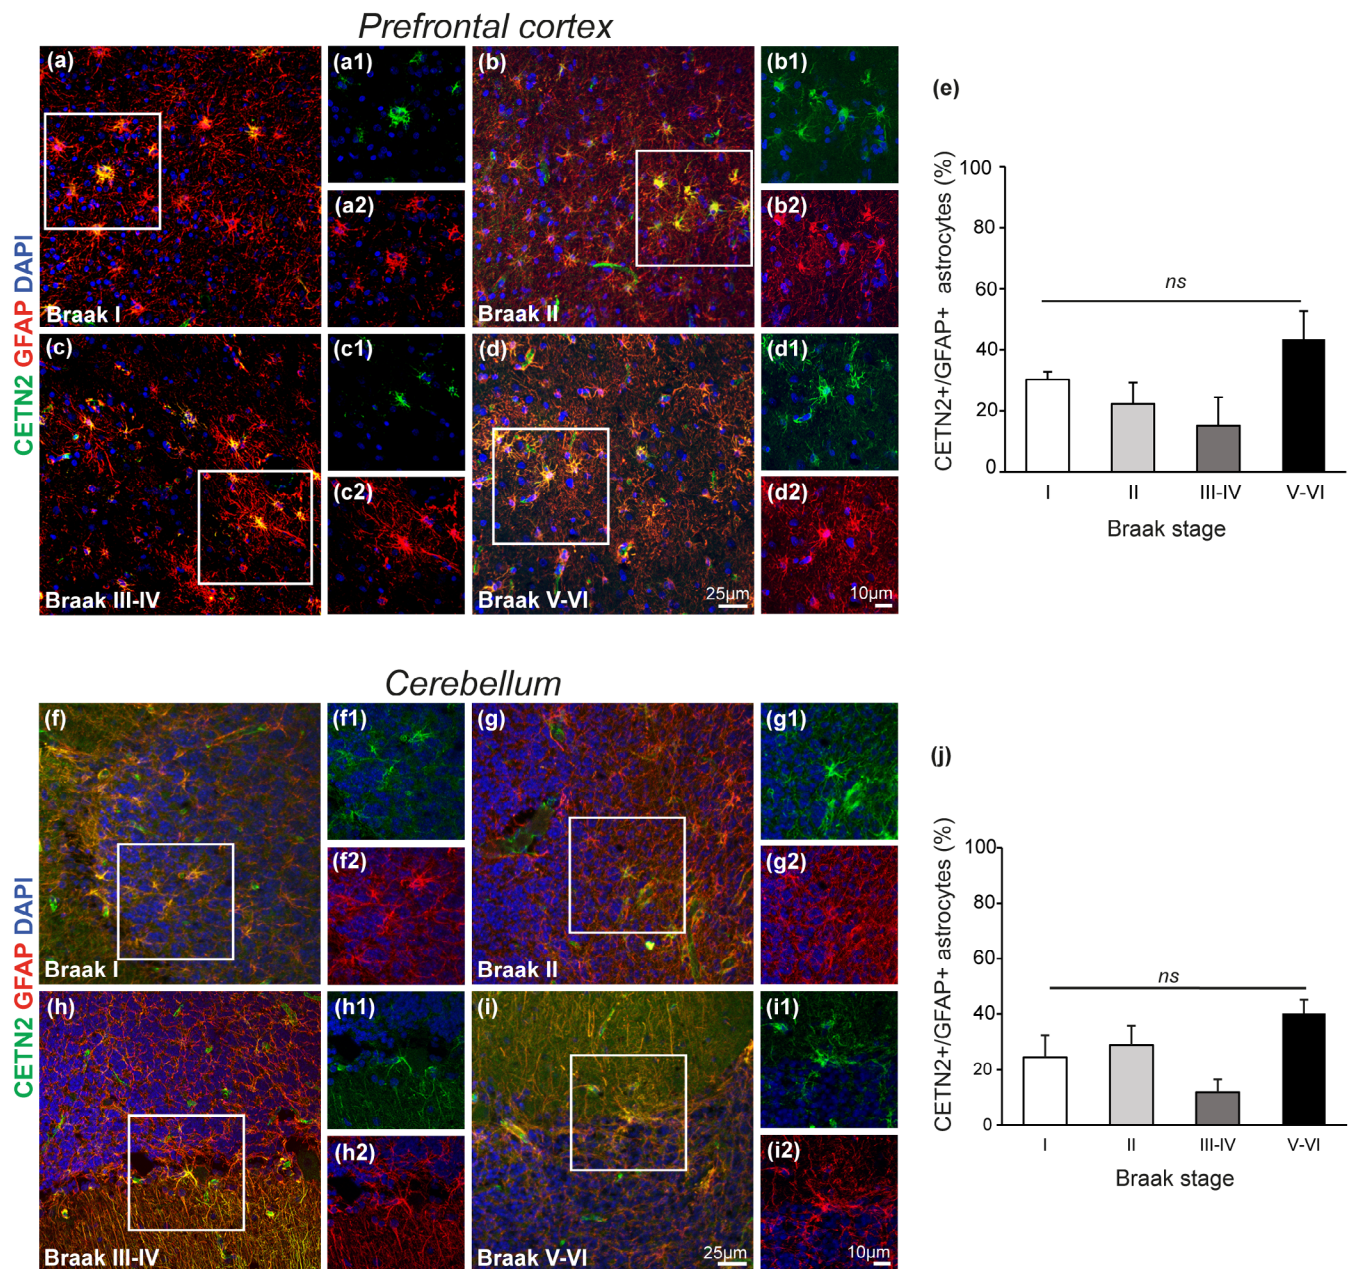 Prefrontal cortex
(a)
(a1)
(b)
(b1)
(e)
(a2)
(b2)
Braak I
Braak II
(c)
(c1)
(d)
(d1)
(c2)
(d2)
Braak III-IV
Braak V-VI
25μm
10μm
CETN2 GFAP DAPI
CETN2+/GFAP+ astrocytes (%)
100
80
60
40
20
0
ns
I II III-IV V-VI
Braak stage
Cerebellum
(f)
(f1)
(g)
(g1)
(j)
(f2)
(g2)
Braak I
Braak II
(h)
(h1)
(i)
(i1)
(h2)
(i2)
Braak III-IV
Braak V-VI
25μm
10μm
CETN2 GFAP DAPI
CETN2+/GFAP+ astrocytes (%)
100
80
60
40
20
0
ns
I II III-IV V-VI
Braak stage